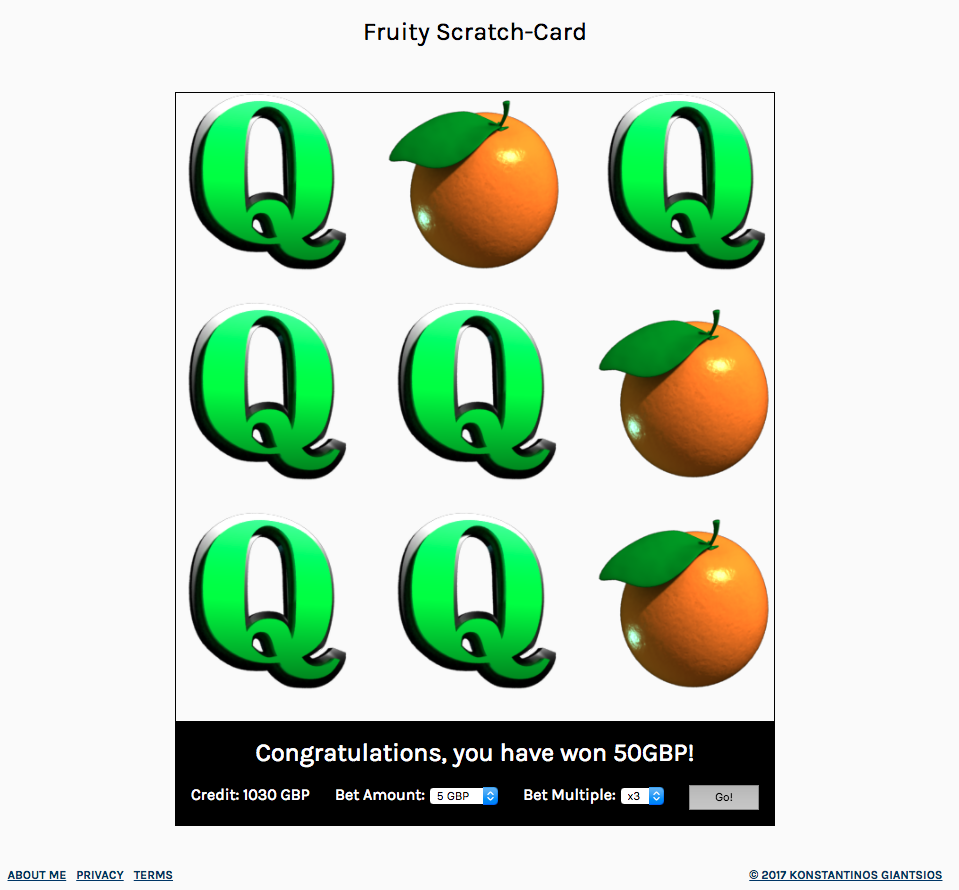 Fruity Scratch-Card
Q Q
Q Q
Q Q
Congratulations, you have won 50GBP!
Credit: 1030 GBP Bet Amount: 5 GBP Bet Multiple: x3 Go!
ABOUT ME PRIVACY TERMS © 2017 KONSTANTINOS GIANTSIOS